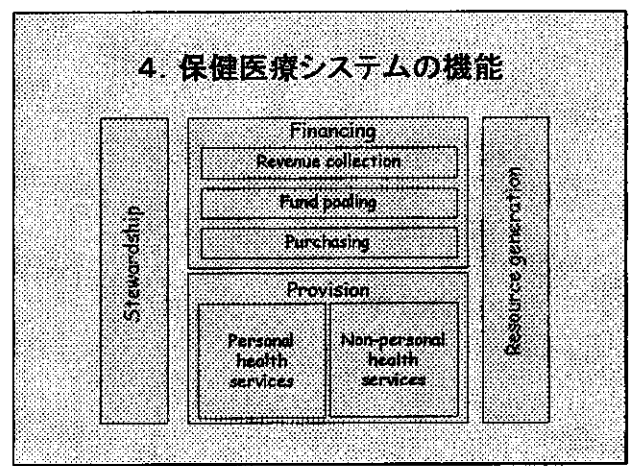 4. 保健医療システムの機能
Stewardship
Financing
Revenue collection
Fund pooling
Purchasing
Provision
Personal
health
services
Non-personal
health
services
Resource generation